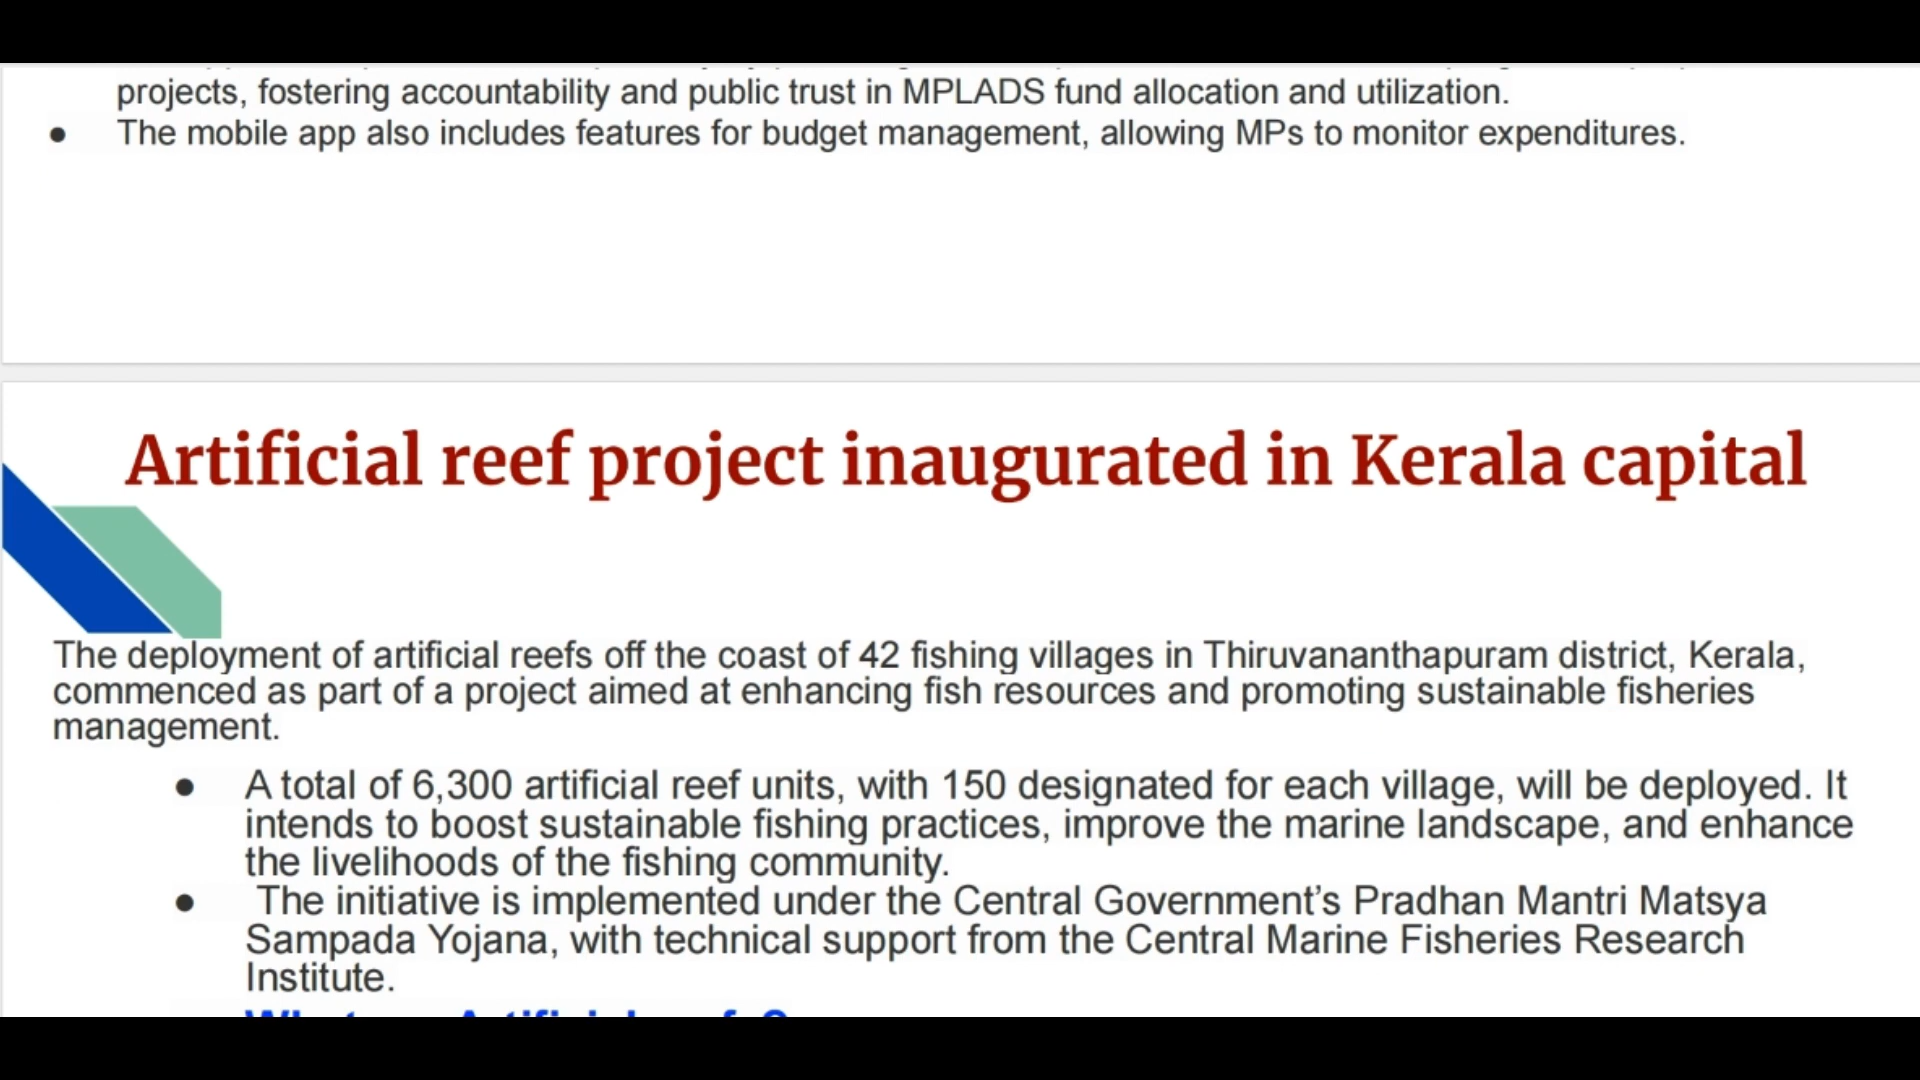 projects, fostering accountability and public trust in MPLADS fund allocation and utilization.
● The mobile app also includes features for budget management, allowing MPs to monitor expenditures.
Artificial reef project inaugurated in Kerala capital
The deployment of artificial reefs off the coast of 42 fishing villages in Thiruvananthapuram district, Kerala,
commenced as part of a project aimed at enhancing fish resources and promoting sustainable fisheries
management.
● A total of 6,300 artificial reef units, with 150 designated for each village, will be deployed. It
intends to boost sustainable fishing practices, improve the marine landscape, and enhance
the livelihoods of the fishing community.
● The initiative is implemented under the Central Government’s Pradhan Mantri Matsya
Sampada Yojana, with technical support from the Central Marine Fisheries Research
Institute.